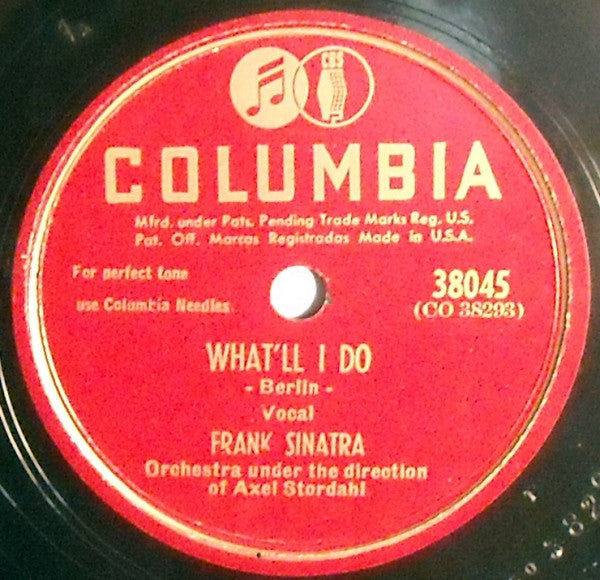 CBS
COLUMBIA
Mfrd. under Pats. Pending Trade Marks Reg. U.S.
Pat. Off. Marcas Registradas Made in U.S.A.
For perfect tone
use Columbia Needles
38045
(CO 38293)
WHAT'LL I DO
- Berlin -
Vocal
FRANK SINATRA
Orchestra under the direction
of Axel Stordahl